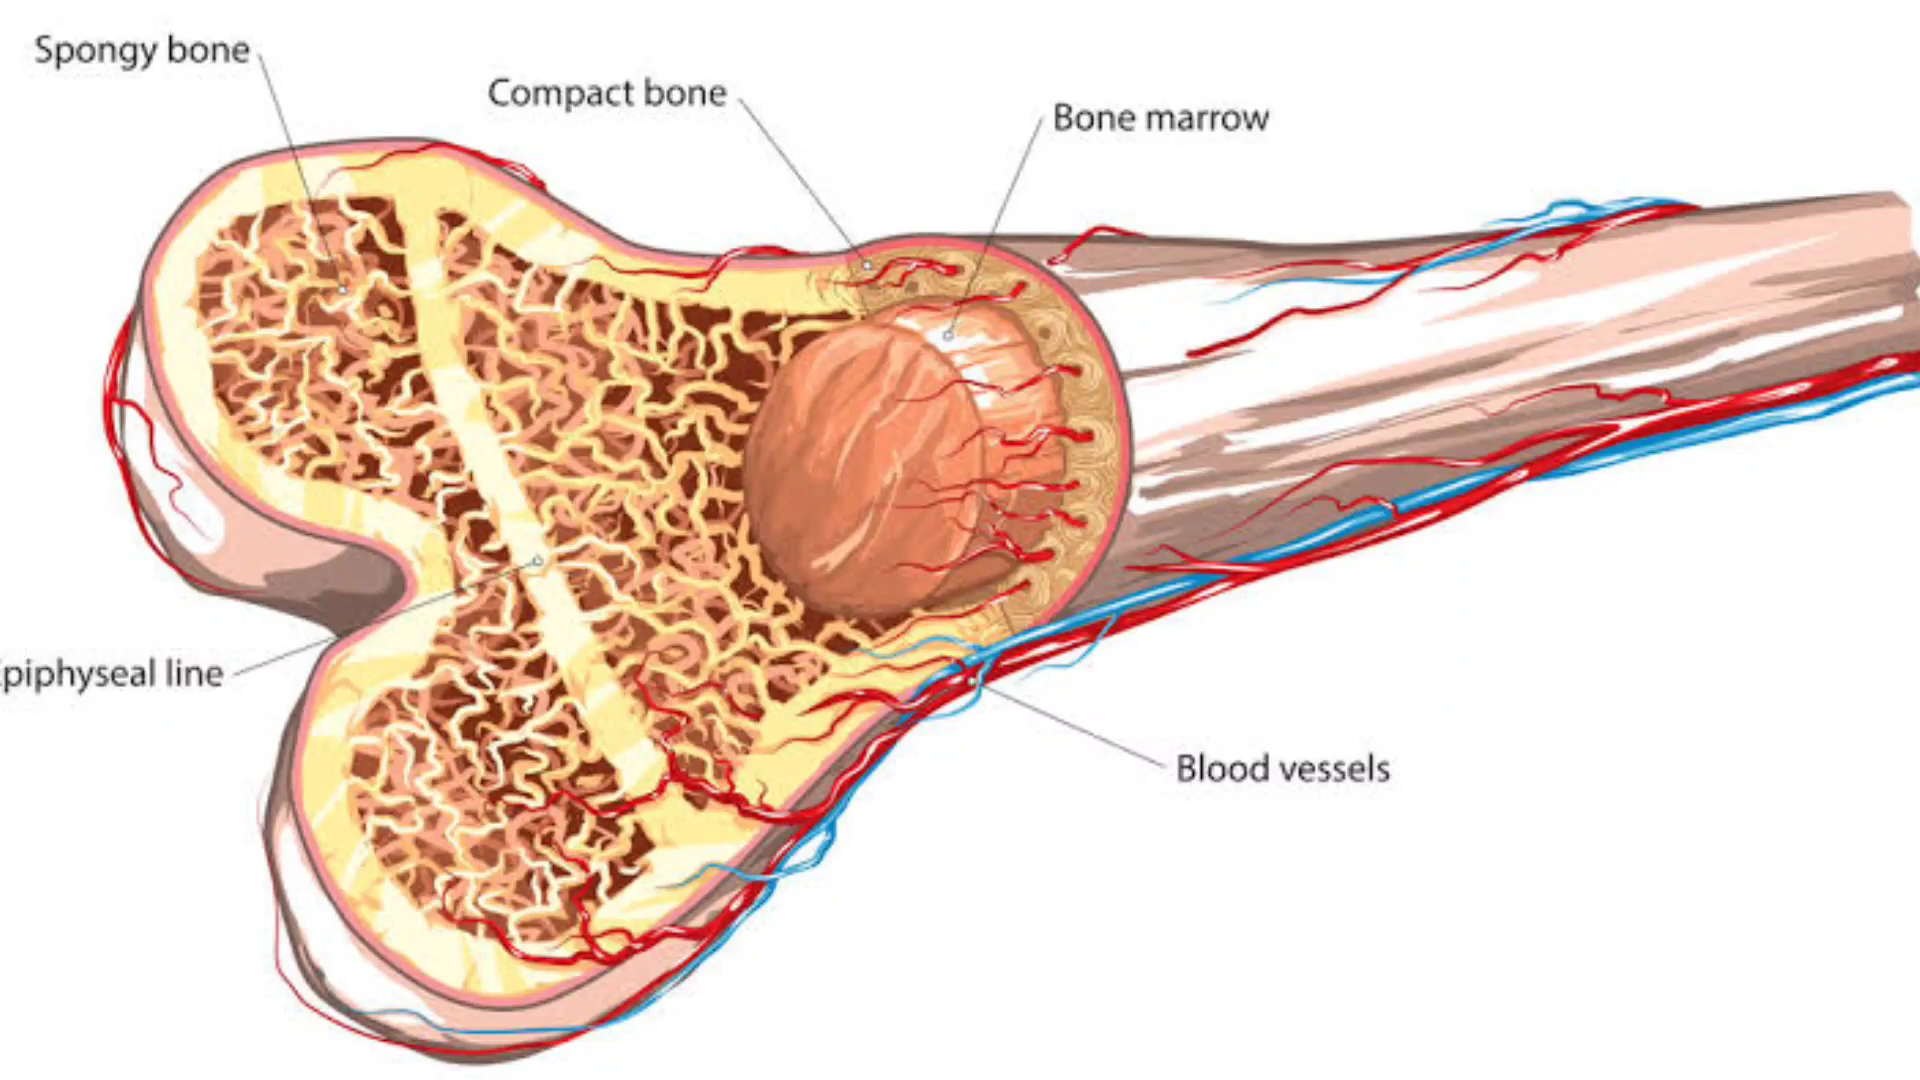 Spongy bone
Compact bone
Bone marrow
piphyseal line
Blood vessels